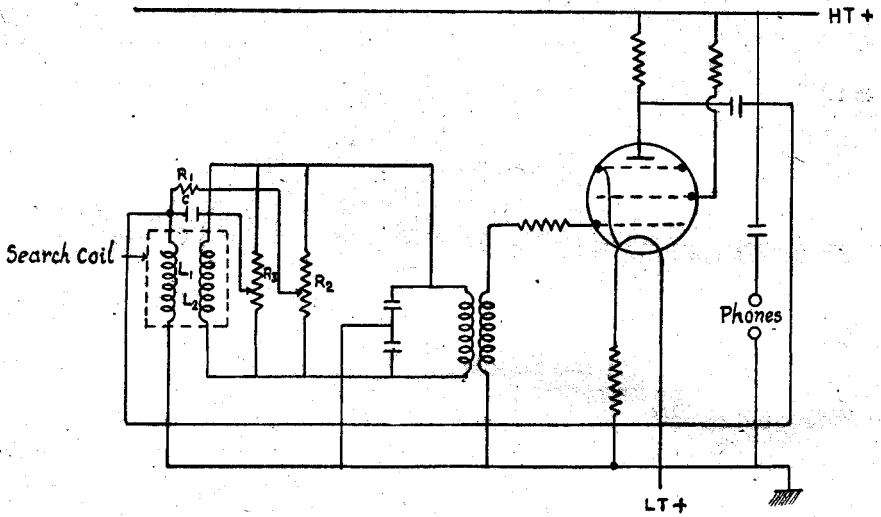 HT +
R1
C
Search Coil
L1
L2
R3
R2
Phones
LT +